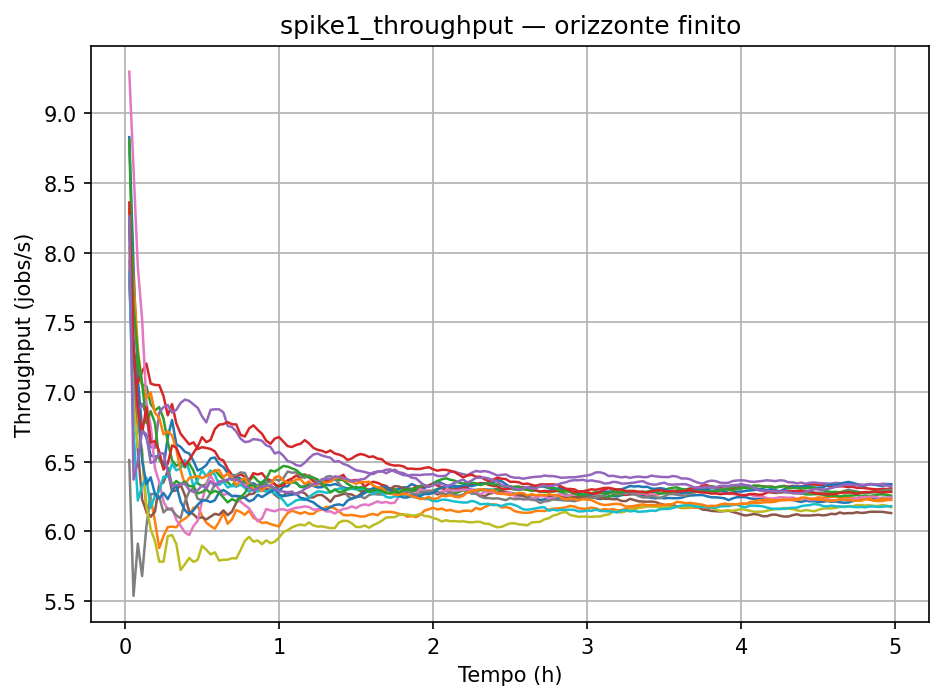 spike1_throughput — orizzonte finito
Throughput (jobs/s)
9.0
8.5
8.0
7.5
7.0
6.5
6.0
5.5
0 1 2 3 4 5
Tempo (h)